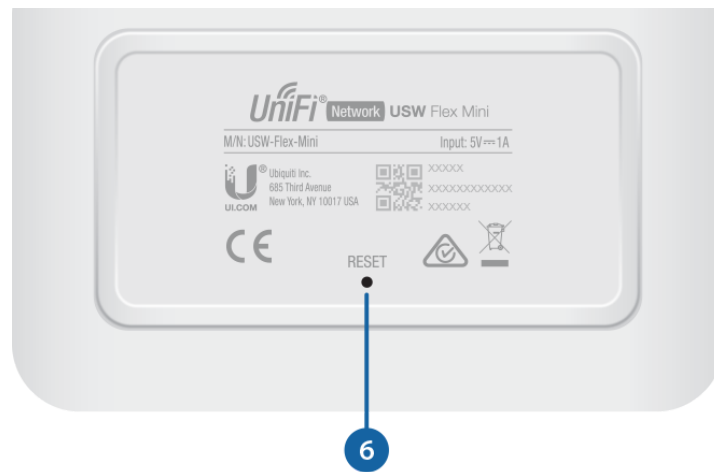 UniFi® Network USW Flex Mini
M/N: USW-Flex-Mini Input: 5V⎓1A
U® Ubiquiti Inc.
685 Third Avenue
UI.COM New York, NY 10017 USA
XXXXX
XXXXXXXXXXXX
XXXXXX
CE
RESET
6